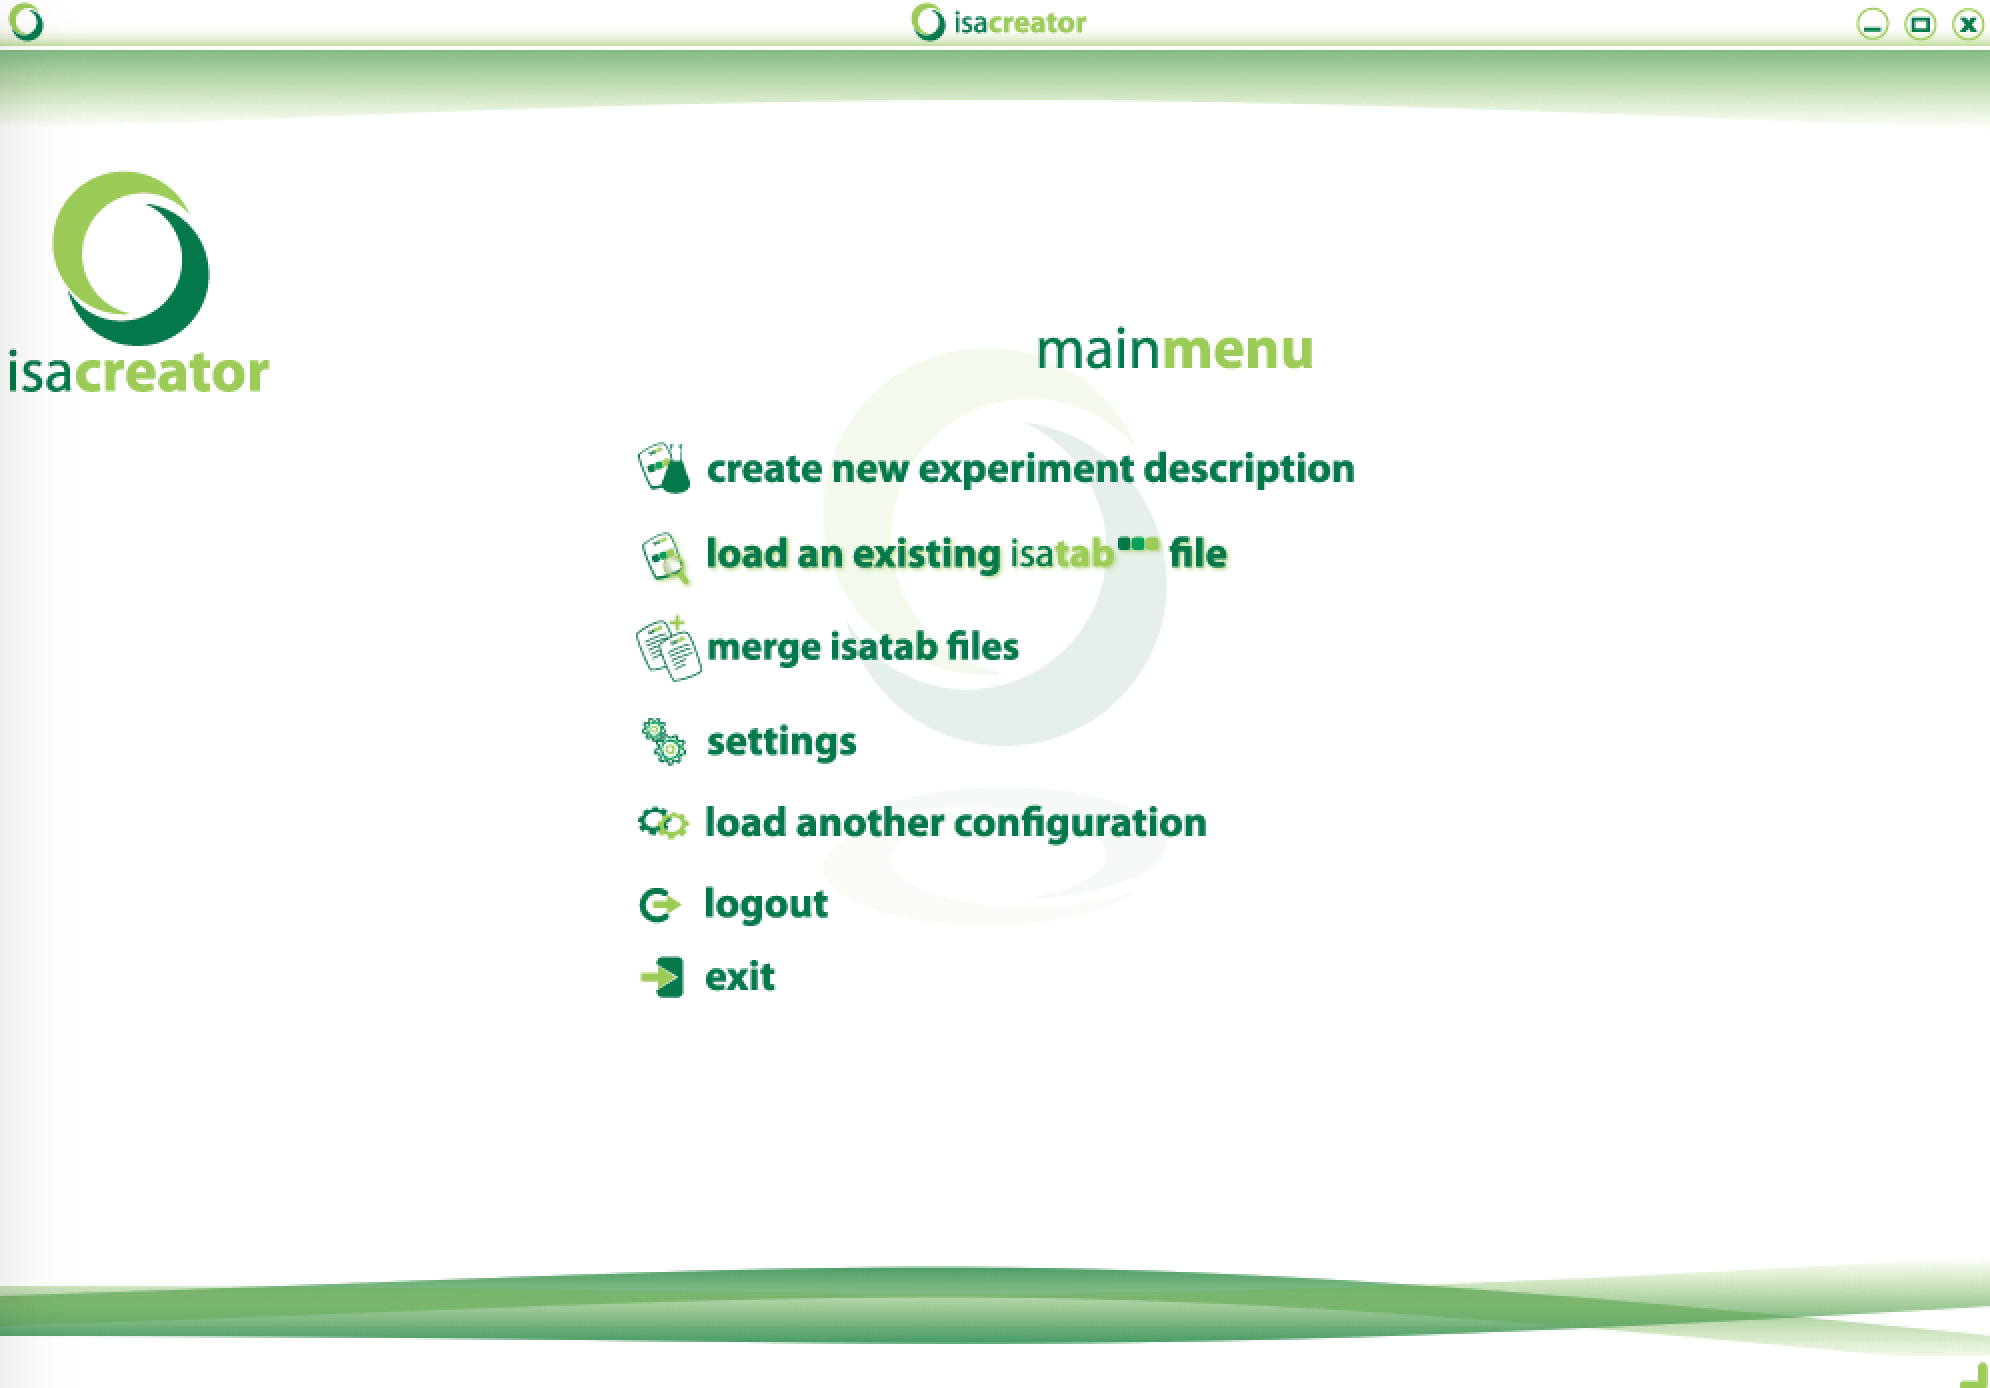 isacreator
isacreator
mainmenu
create new experiment description
load an existing isatab file
merge isatab files
settings
load another configuration
logout
exit